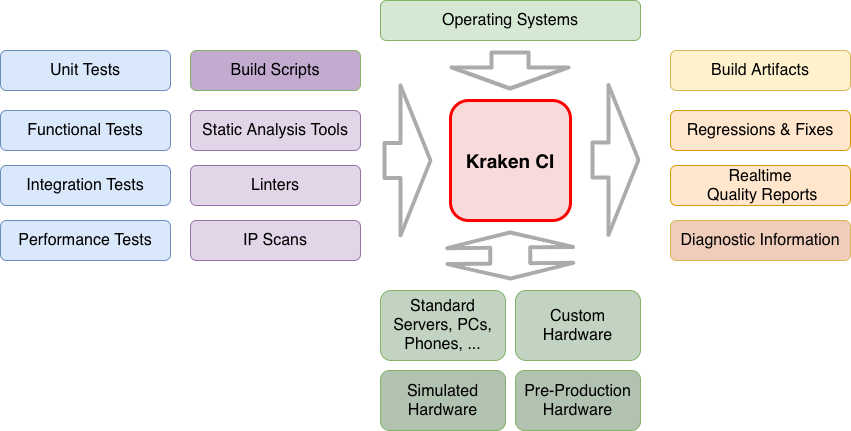 Operating Systems
Unit Tests
Build Scripts
Build Artifacts
Functional Tests
Static Analysis Tools
Regressions & Fixes
Kraken CI
Integration Tests
Linters
Realtime
Quality Reports
Performance Tests
IP Scans
Diagnostic Information
Standard
Servers, PCs,
Phones, ...
Custom
Hardware
Simulated
Hardware
Pre-Production
Hardware